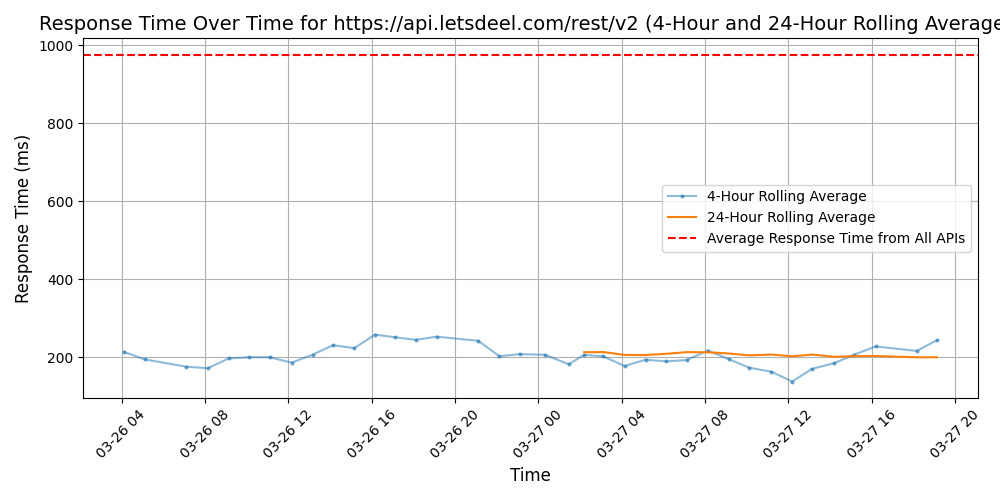 Response Time Over Time for https://api.letsdeel.com/rest/v2 (4-Hour and 24-Hour Rolling Average
Response Time (ms)
1000
800
600
400
200
4-Hour Rolling Average
24-Hour Rolling Average
Average Response Time from All APIs
03-26 04
03-26 08
03-26 12
03-26 16
03-26 20
03-27 00
03-27 04
03-27 08
03-27 12
03-27 16
03-27 20
Time